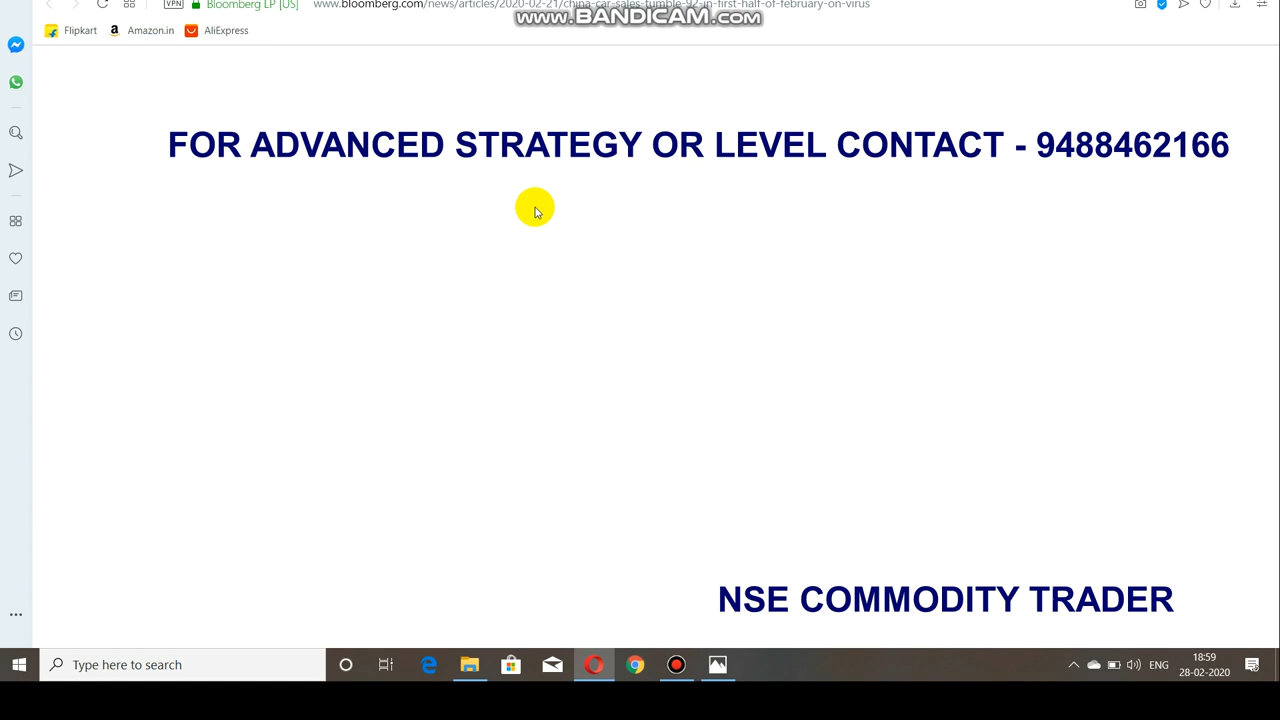 VPN Bloomberg LP [US] www.bloomberg.com/news/articles/2020-02-21/china-car-sales-tumble-92-in-first-half-of-february-on-virus
www.BANDICAM.com
Flipkart Amazon.in AliExpress
FOR ADVANCED STRATEGY OR LEVEL CONTACT - 9488462166
NSE COMMODITY TRADER
Type here to search
ENG
18:59
28-02-2020